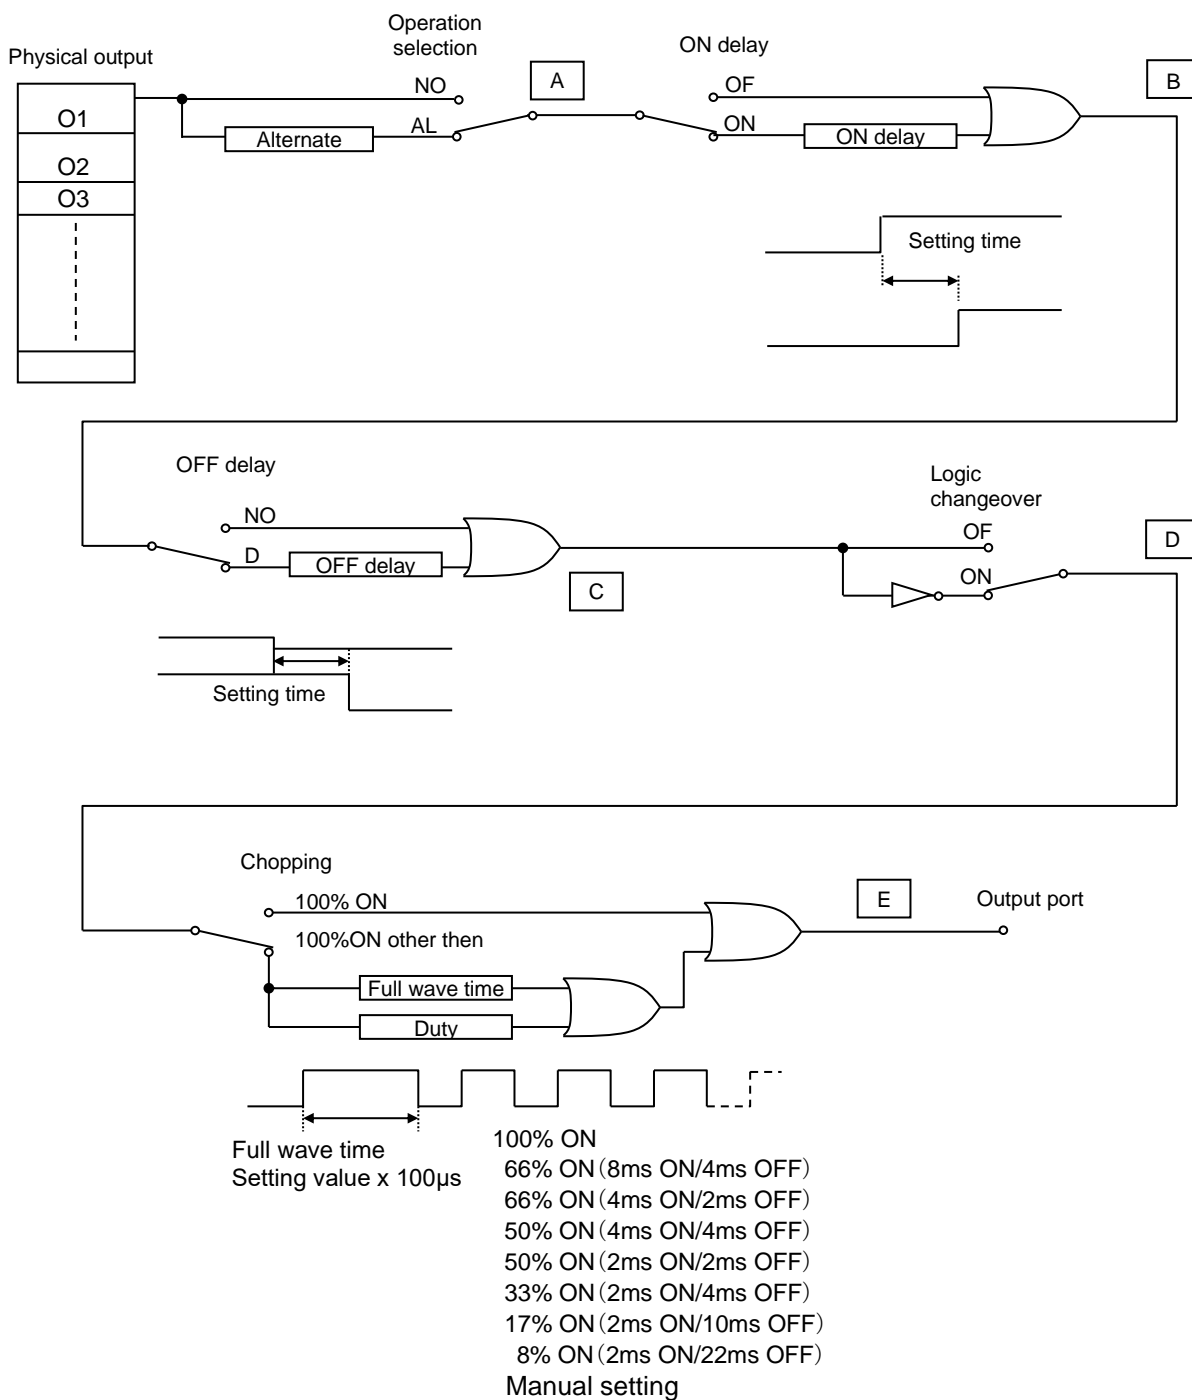 Physical output
O1
O2
O3
Operation
selection
NO
AL
Alternate
A
ON delay
OF
ON
ON delay
B
Setting time
OFF delay
NO
D
OFF delay
C
Setting time
Logic
changeover
OF
ON
D
Chopping
100% ON
100%ON other then
Full wave time
Duty
E
Output port
Full wave time
Setting value x 100μs
100% ON
66% ON(8ms ON/4ms OFF)
66% ON(4ms ON/2ms OFF)
50% ON(4ms ON/4ms OFF)
50% ON(2ms ON/2ms OFF)
33% ON(2ms ON/4ms OFF)
17% ON(2ms ON/10ms OFF)
8% ON(2ms ON/22ms OFF)
Manual setting